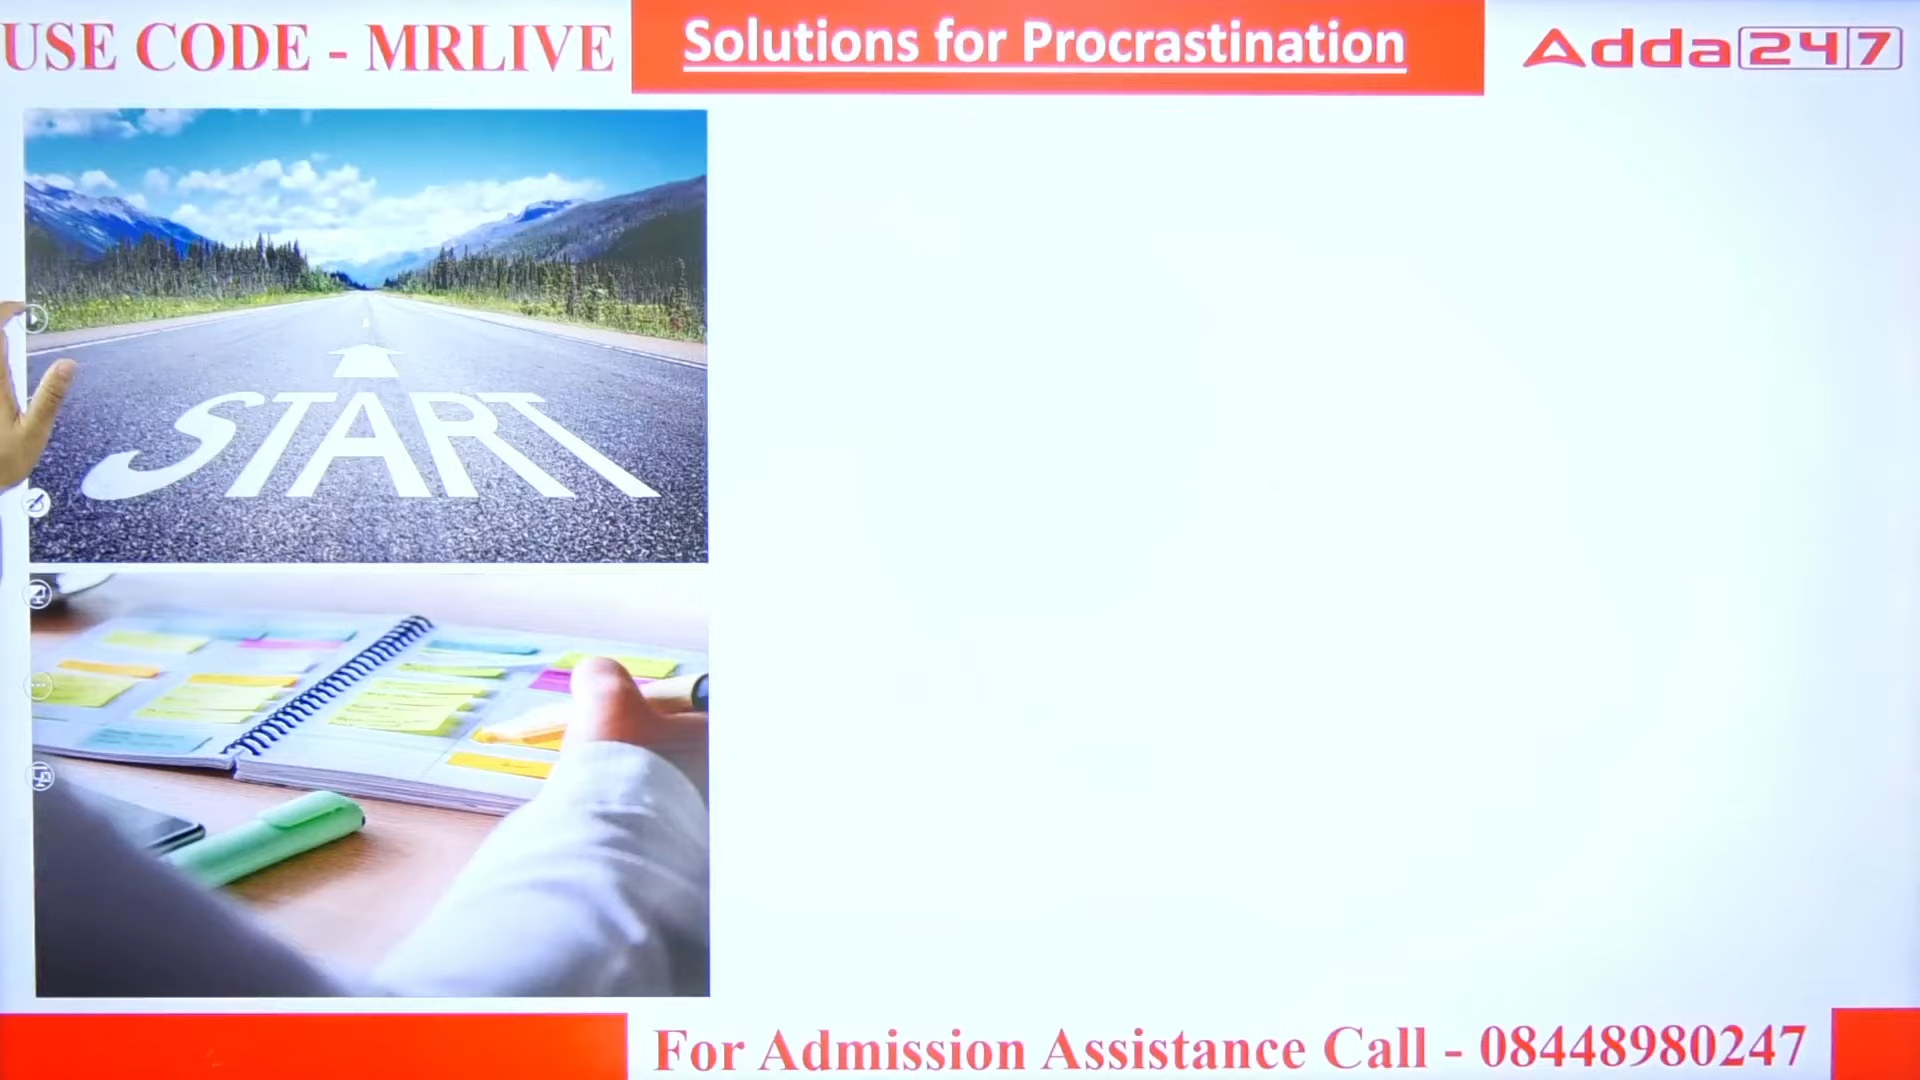 USE CODE - MRLIVE
Solutions for Procrastination
Adda247
START
For Admission Assistance Call - 08448980247